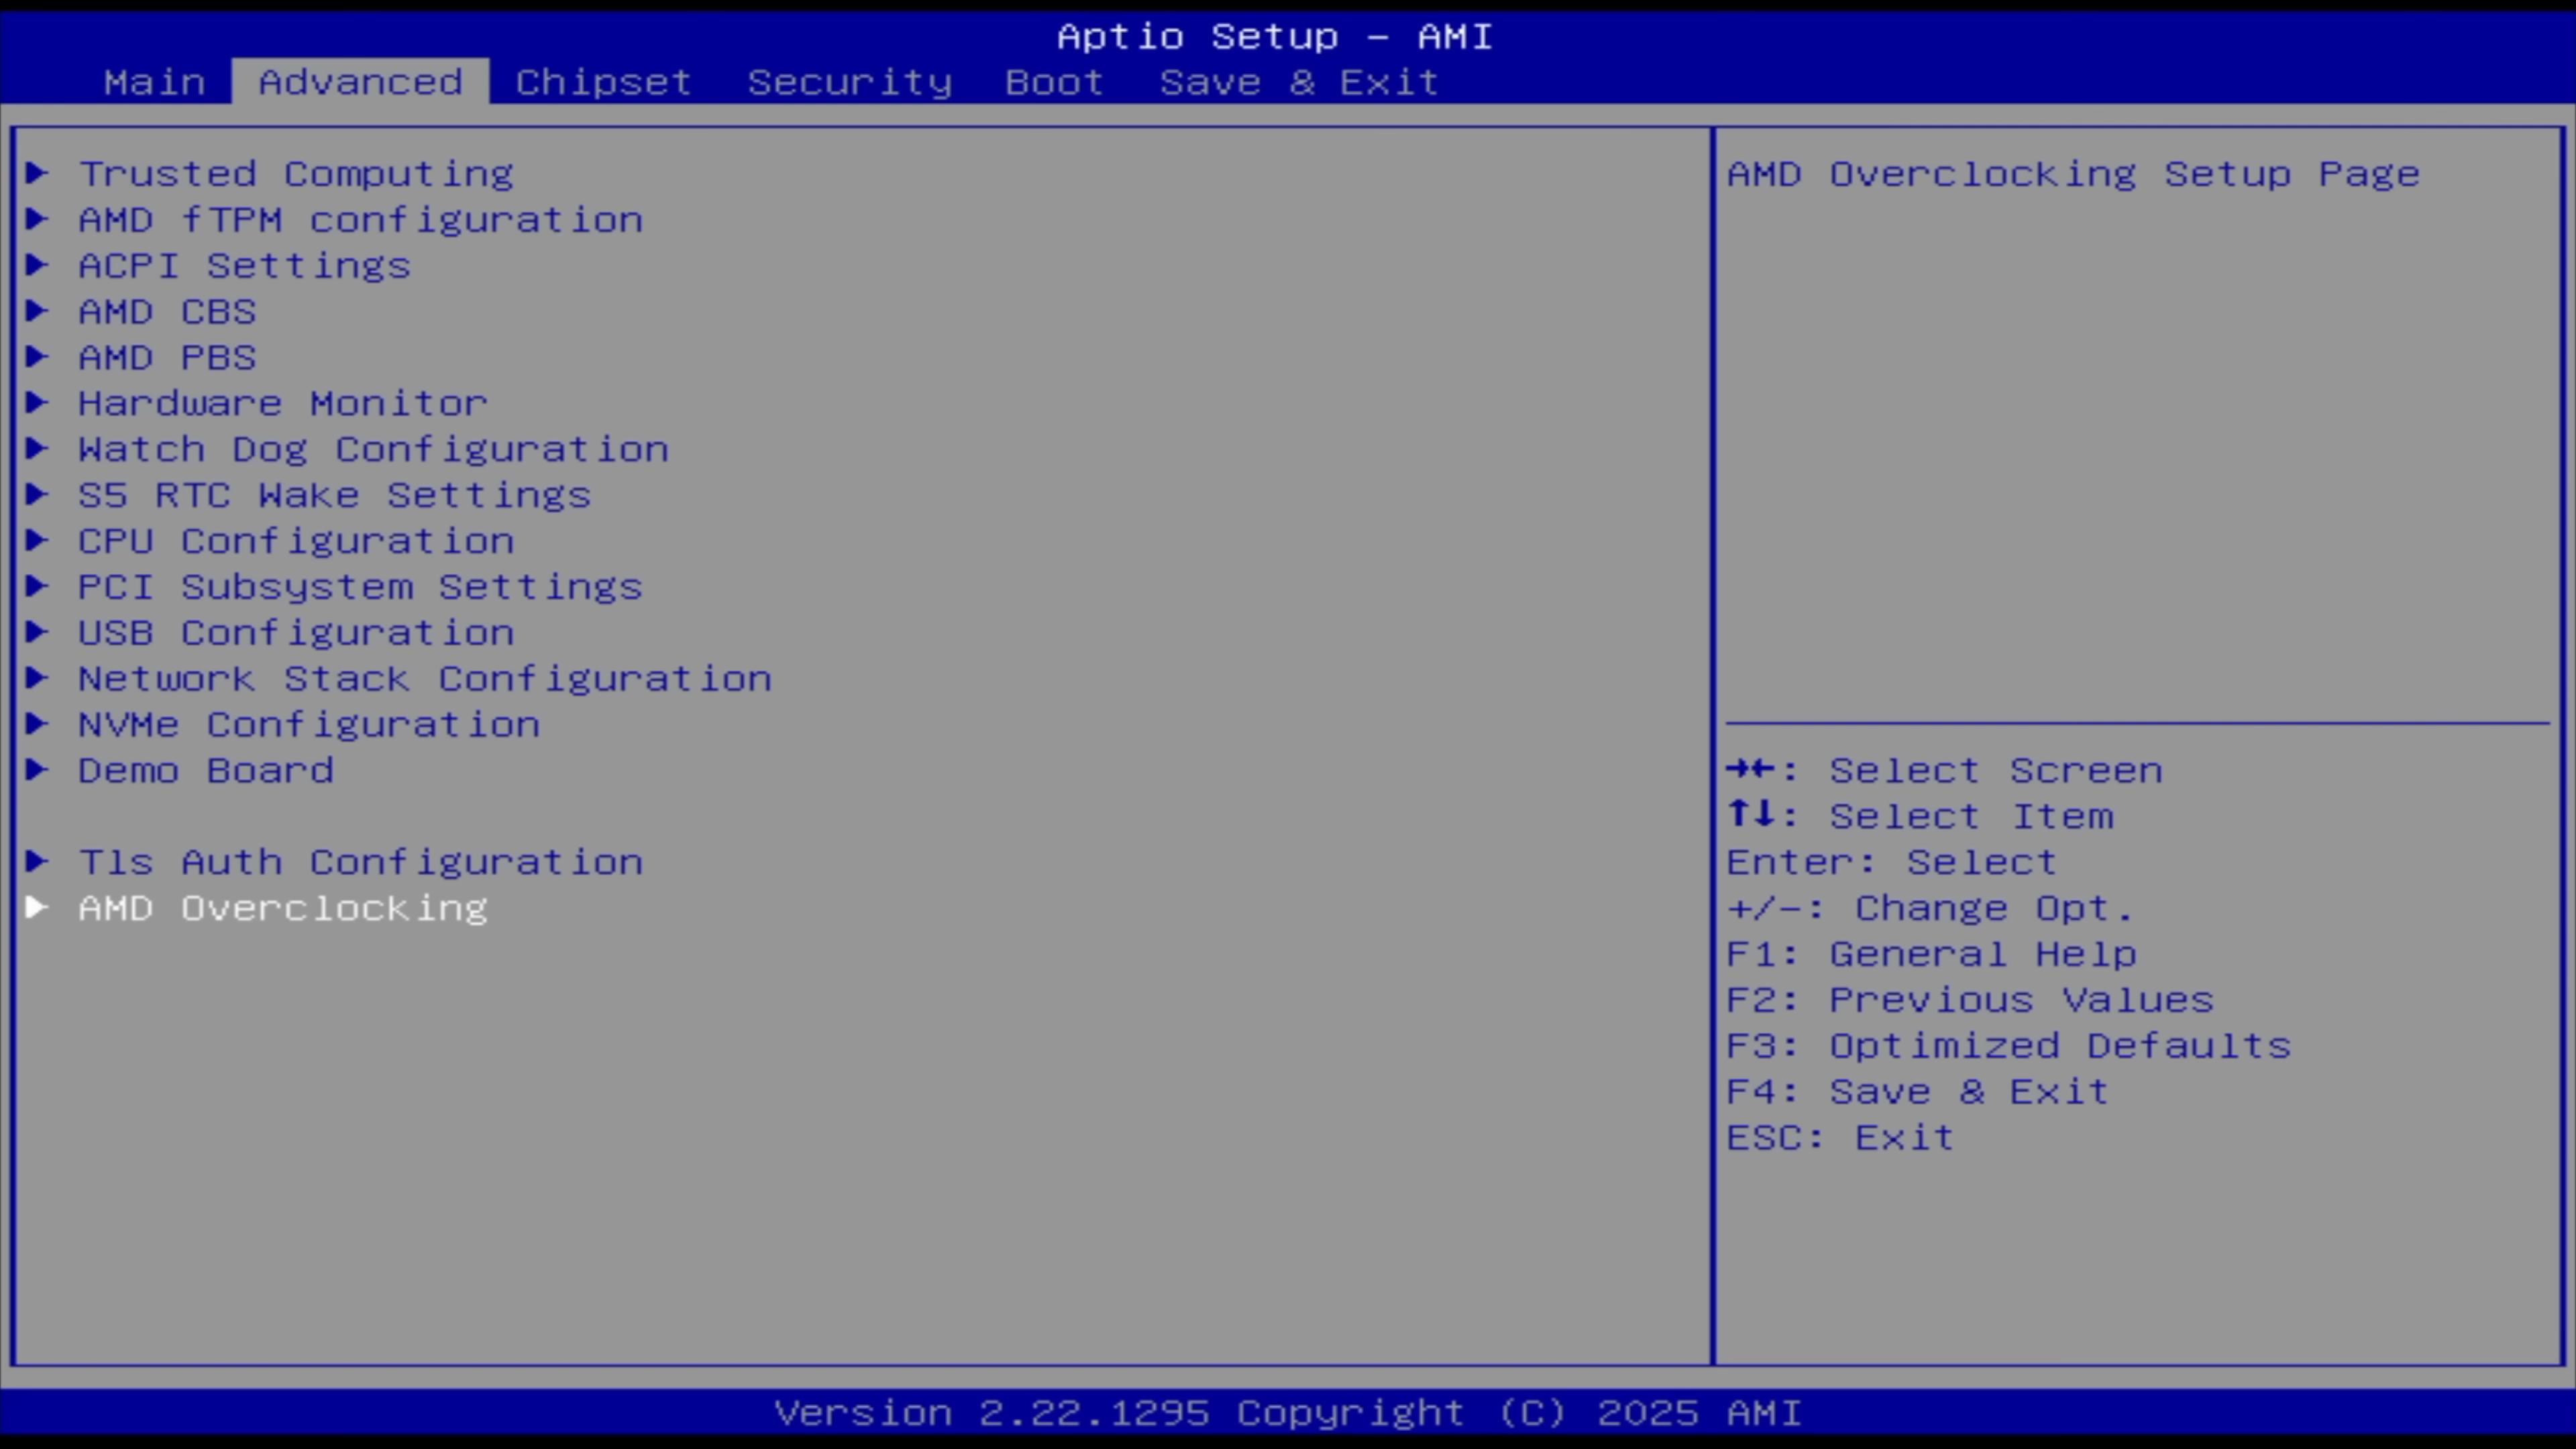 Aptio Setup – AMI
Main Advanced Chipset Security Boot Save & Exit
▶ Trusted Computing
▶ AMD fTPM configuration
▶ ACPI Settings
▶ AMD CBS
▶ AMD PBS
▶ Hardware Monitor
▶ Watch Dog Configuration
▶ S5 RTC Wake Settings
▶ CPU Configuration
▶ PCI Subsystem Settings
▶ USB Configuration
▶ Network Stack Configuration
▶ NVMe Configuration
▶ Demo Board
▶ Tls Auth Configuration
▶ AMD Overclocking
AMD Overclocking Setup Page
→←: Select Screen
↑↓: Select Item
Enter: Select
+/-: Change Opt.
F1: General Help
F2: Previous Values
F3: Optimized Defaults
F4: Save & Exit
ESC: Exit
Version 2.22.1295 Copyright (C) 2025 AMI